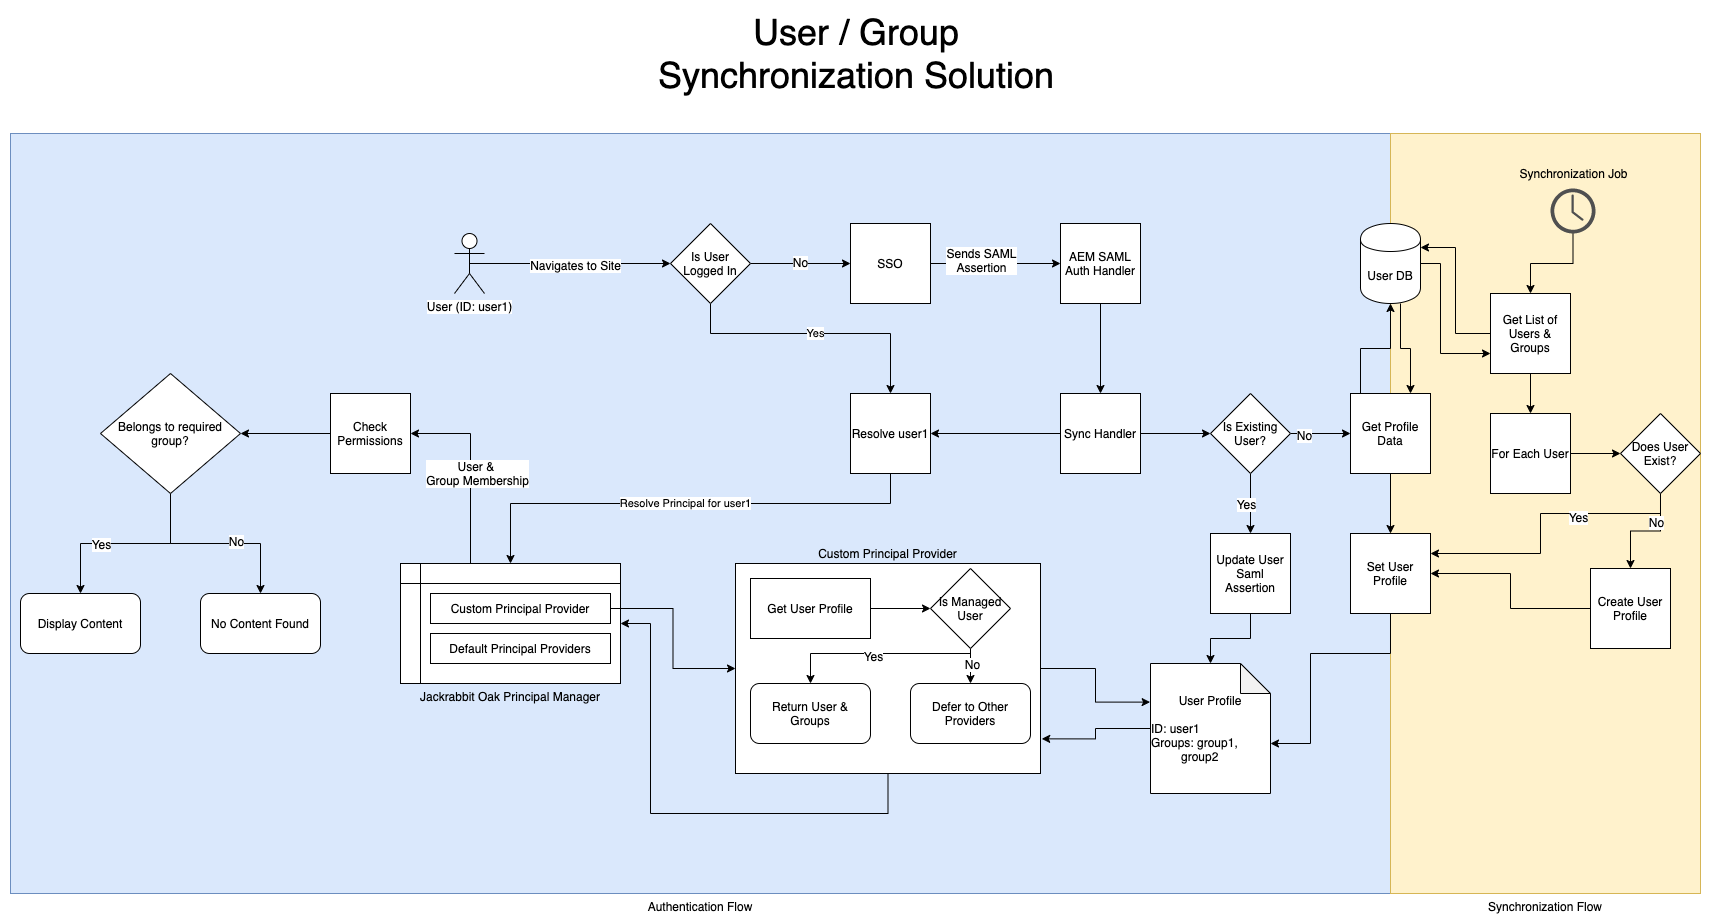 User / Group
Synchronization Solution
Synchronization Job
User (ID: user1)
Navigates to Site
Is User
Logged In
No
SSO
Sends SAML
Assertion
AEM SAML
Auth Handler
User DB
Get List of
Users &
Groups
Yes
Belongs to required
group?
Check
Permissions
User &
Group Membership
Resolve user1
Sync Handler
Is Existing
User?
No
Get Profile
Data
For Each User
Does User
Exist?
Resolve Principal for user1
Yes
Yes
No
Yes
No
Display Content
No Content Found
Custom Principal Provider
Default Principal Providers
Jackrabbit Oak Principal Manager
Custom Principal Provider
Get User Profile
Is Managed
User
Yes
No
Return User &
Groups
Defer to Other
Providers
Update User
Saml
Assertion
Set User
Profile
Create User
Profile
User Profile
ID: user1
Groups: group1,
group2
Authentication Flow
Synchronization Flow